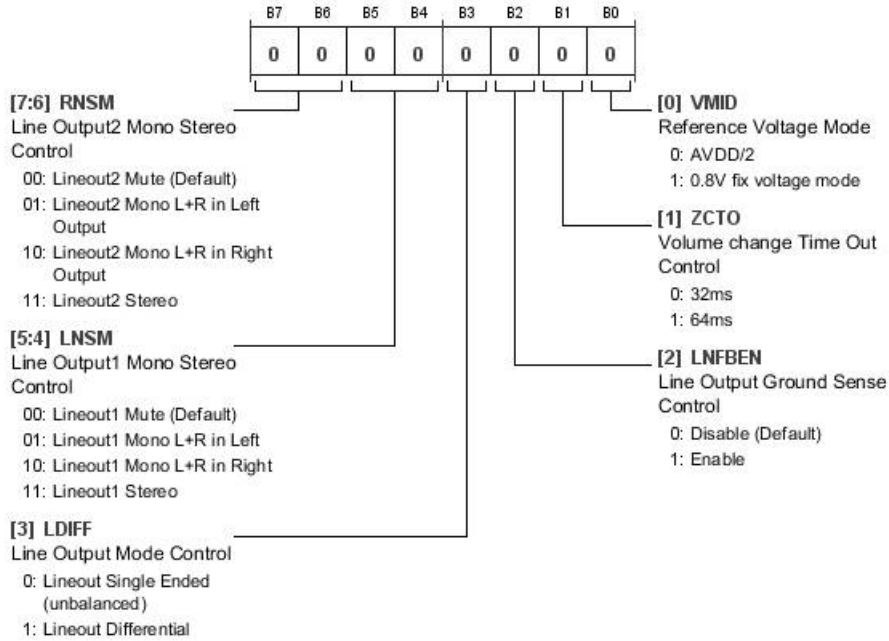 B7 B6 B5 B4 B3 B2 B1 B0
0 0 0 0 0 0 0 0
[7:6] RNSM
Line Output2 Mono Stereo
Control
00: Lineout2 Mute (Default)
01: Lineout2 Mono L+R in Left
Output
10: Lineout2 Mono L+R in Right
Output
11: Lineout2 Stereo
[5:4] LNSM
Line Output1 Mono Stereo
Control
00: Lineout1 Mute (Default)
01: Lineout1 Mono L+R in Left
10: Lineout1 Mono L+R in Right
11: Lineout1 Stereo
[3] LDIFF
Line Output Mode Control
0: Lineout Single Ended
(unbalanced)
1: Lineout Differential
[0] VMID
Reference Voltage Mode
0: AVDD/2
1: 0.8V fix voltage mode
[1] ZCTO
Volume change Time Out
Control
0: 32ms
1: 64ms
[2] LNFBEN
Line Output Ground Sense
Control
0: Disable (Default)
1: Enable